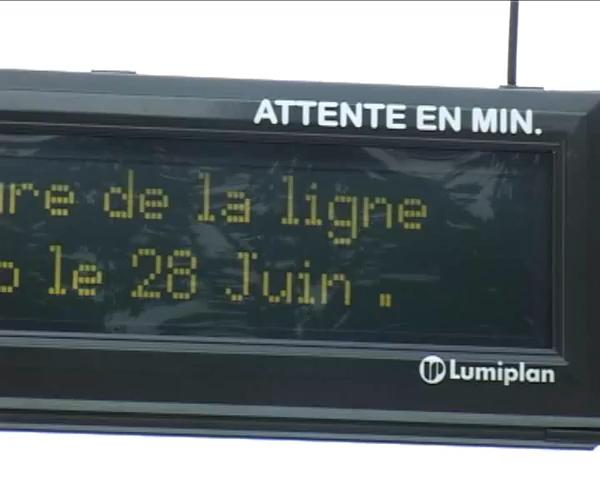 ATTENTE EN MIN.
de la ligne
le 28 Juin .
Lumiplan